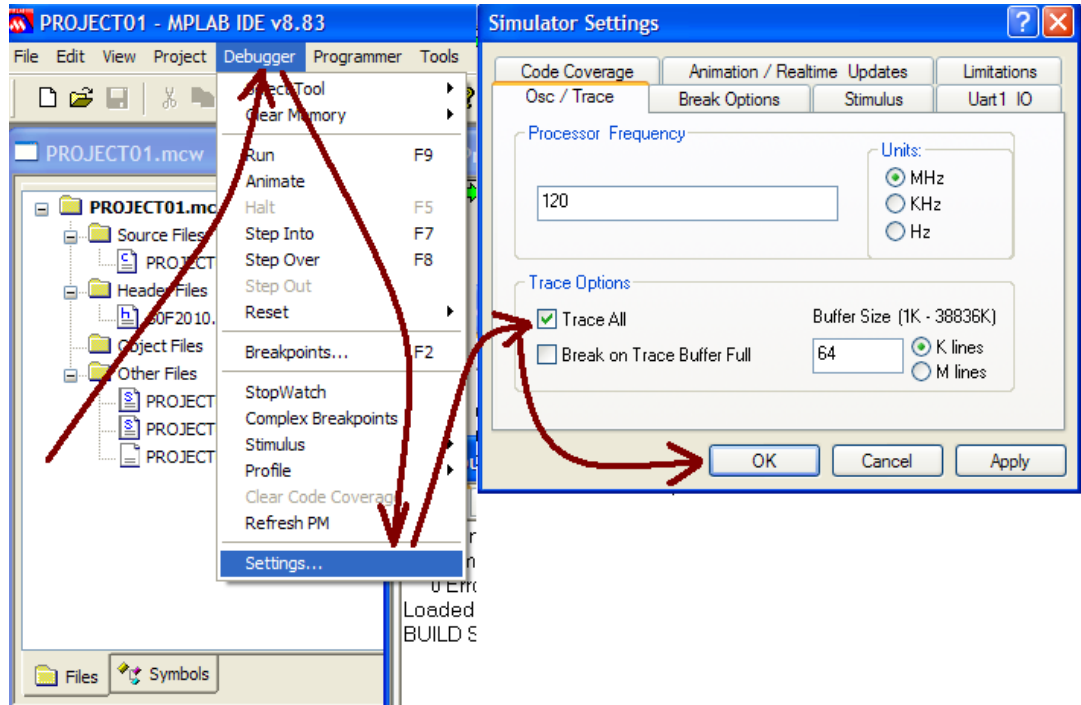 PROJECT01 - MPLAB IDE v8.83
File Edit View Project Debugger Programmer Tools
Select Tool
Clear Memory
Run F9
Animate
Halt F5
Step Into F7
Step Over F8
Step Out
Reset
Breakpoints... F2
StopWatch
Complex Breakpoints
Stimulus
Profile
Clear Code Coverage
Refresh PM
Settings...
PROJECT01.mcw
PROJECT01.mc
Source Files
PROJECT
Header Files
30F2010.
Object Files
Other Files
PROJECT
PROJECT
PROJECT
Loaded
BUILD S
Files Symbols
Simulator Settings
Code Coverage Animation / Realtime Updates Limitations
Osc / Trace Break Options Stimulus Uart1 IO
Processor Frequency
Units:
120
MHz
KHz
Hz
Trace Options
Trace All
Buffer Size (1K - 38836K)
Break on Trace Buffer Full
64
K lines
M lines
OK Cancel Apply